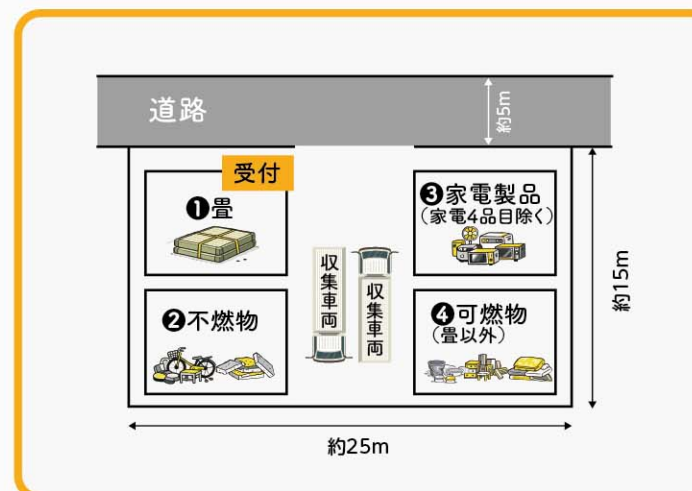 道路
約5m
受付
❶畳
❸家電製品
(家電4品目除く)
収集車両
収集車両
❷不燃物
❹可燃物
(畳以外)
約15m
約25m